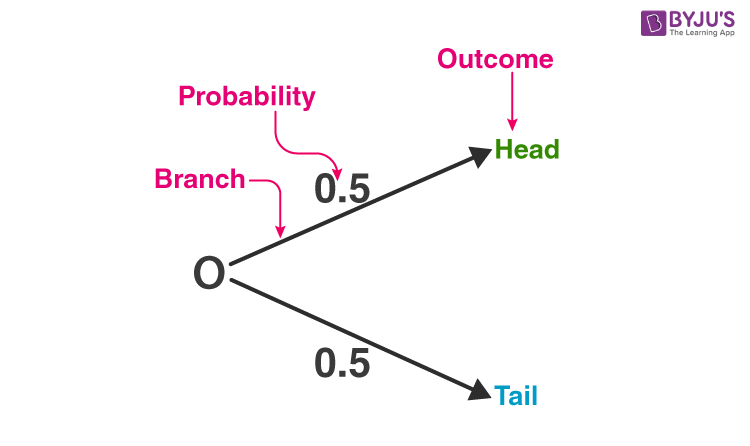 BYJU'S
The Learning App
Outcome
Probability
Head
Branch
0.5
O
0.5
Tail